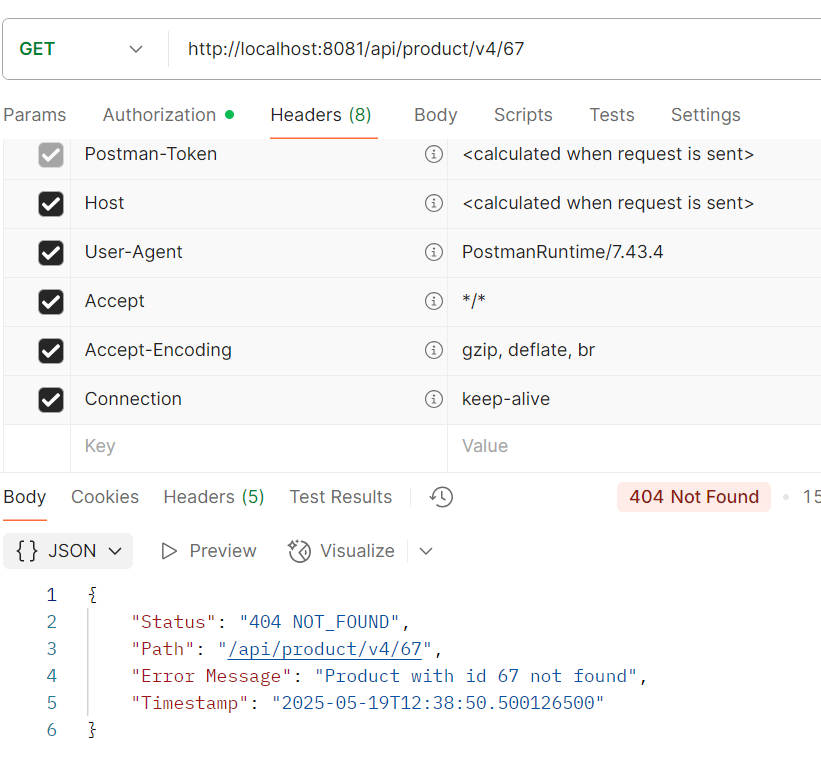 GET http://localhost:8081/api/product/v4/67
Params Authorization Headers (8) Body Scripts Tests Settings
Postman-Token <calculated when request is sent>
Host <calculated when request is sent>
User-Agent PostmanRuntime/7.43.4
Accept */*
Accept-Encoding gzip, deflate, br
Connection keep-alive
Key Value
Body Cookies Headers (5) Test Results 404 Not Found 15
{} JSON Preview Visualize
1 {
2 "Status": "404 NOT_FOUND",
3 "Path": "/api/product/v4/67",
4 "Error Message": "Product with id 67 not found",
5 "Timestamp": "2025-05-19T12:38:50.500126500"
6 }